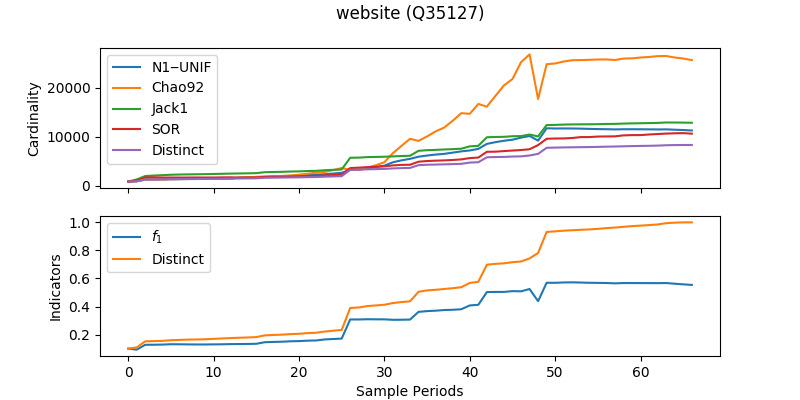 website (Q35127)
Cardinality
20000
10000
0
N1−UNIF
Chao92
Jack1
SOR
Distinct
Indicators
1.0
0.8
0.6
0.4
0.2
f1
Distinct
0 10 20 30 40 50 60
Sample Periods